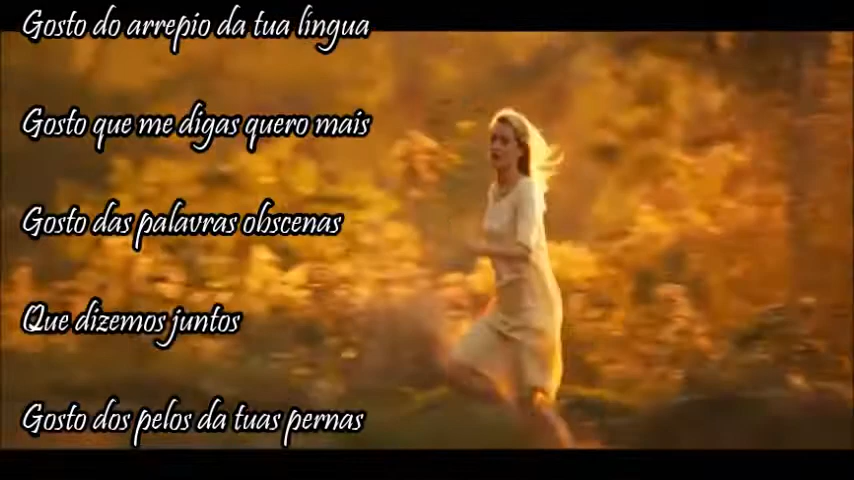 Gosto do arrepio da tua lingua
Gosto que me digas quero mais
Gosto das palavras obscenas
Que dizemos juntos
Gosto dos pelos da tuas pernas